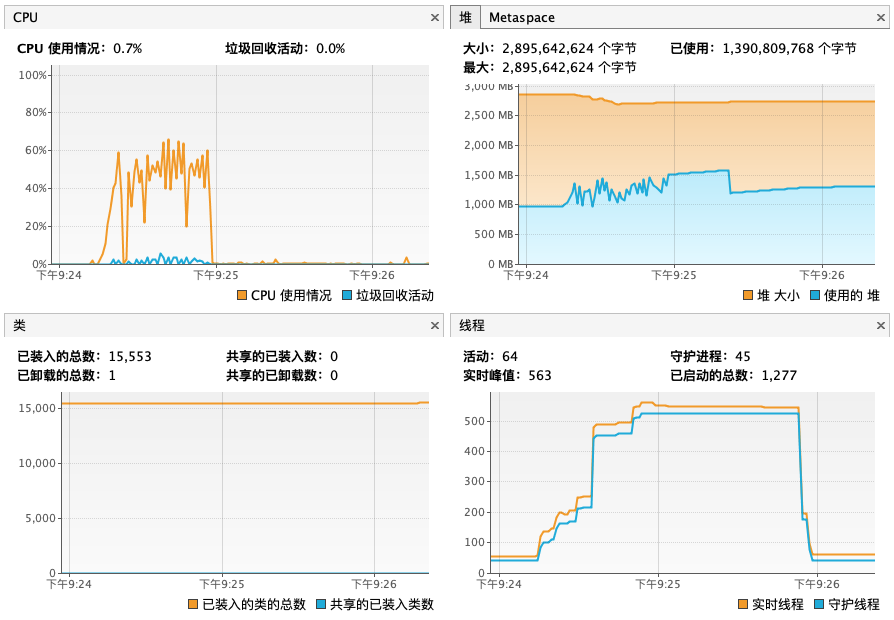 CPU
CPU 使用情况: 0.7% 垃圾回收活动: 0.0%
100%
80%
60%
40%
20%
0%
下午9:24 下午9:25 下午9:26
CPU 使用情况 垃圾回收活动
堆 Metaspace
大小: 2,895,642,624 个字节 已使用: 1,390,809,768 个字节
最大: 2,895,642,624 个字节
3,000 MB
2,500 MB
2,000 MB
1,500 MB
1,000 MB
500 MB
0 MB
下午9:24 下午9:25 下午9:26
堆 大小 使用的 堆
类
已装入的总数: 15,553 共享的已装入数: 0
已卸载的总数: 1 共享的已卸载数: 0
15,000
10,000
5,000
0
下午9:24 下午9:25 下午9:26
已装入的类的总数 共享的已装入类数
线程
活动: 64 守护进程: 45
实时峰值: 563 已启动的总数: 1,277
500
400
300
200
100
0
下午9:24 下午9:25 下午9:26
实时线程 守护线程